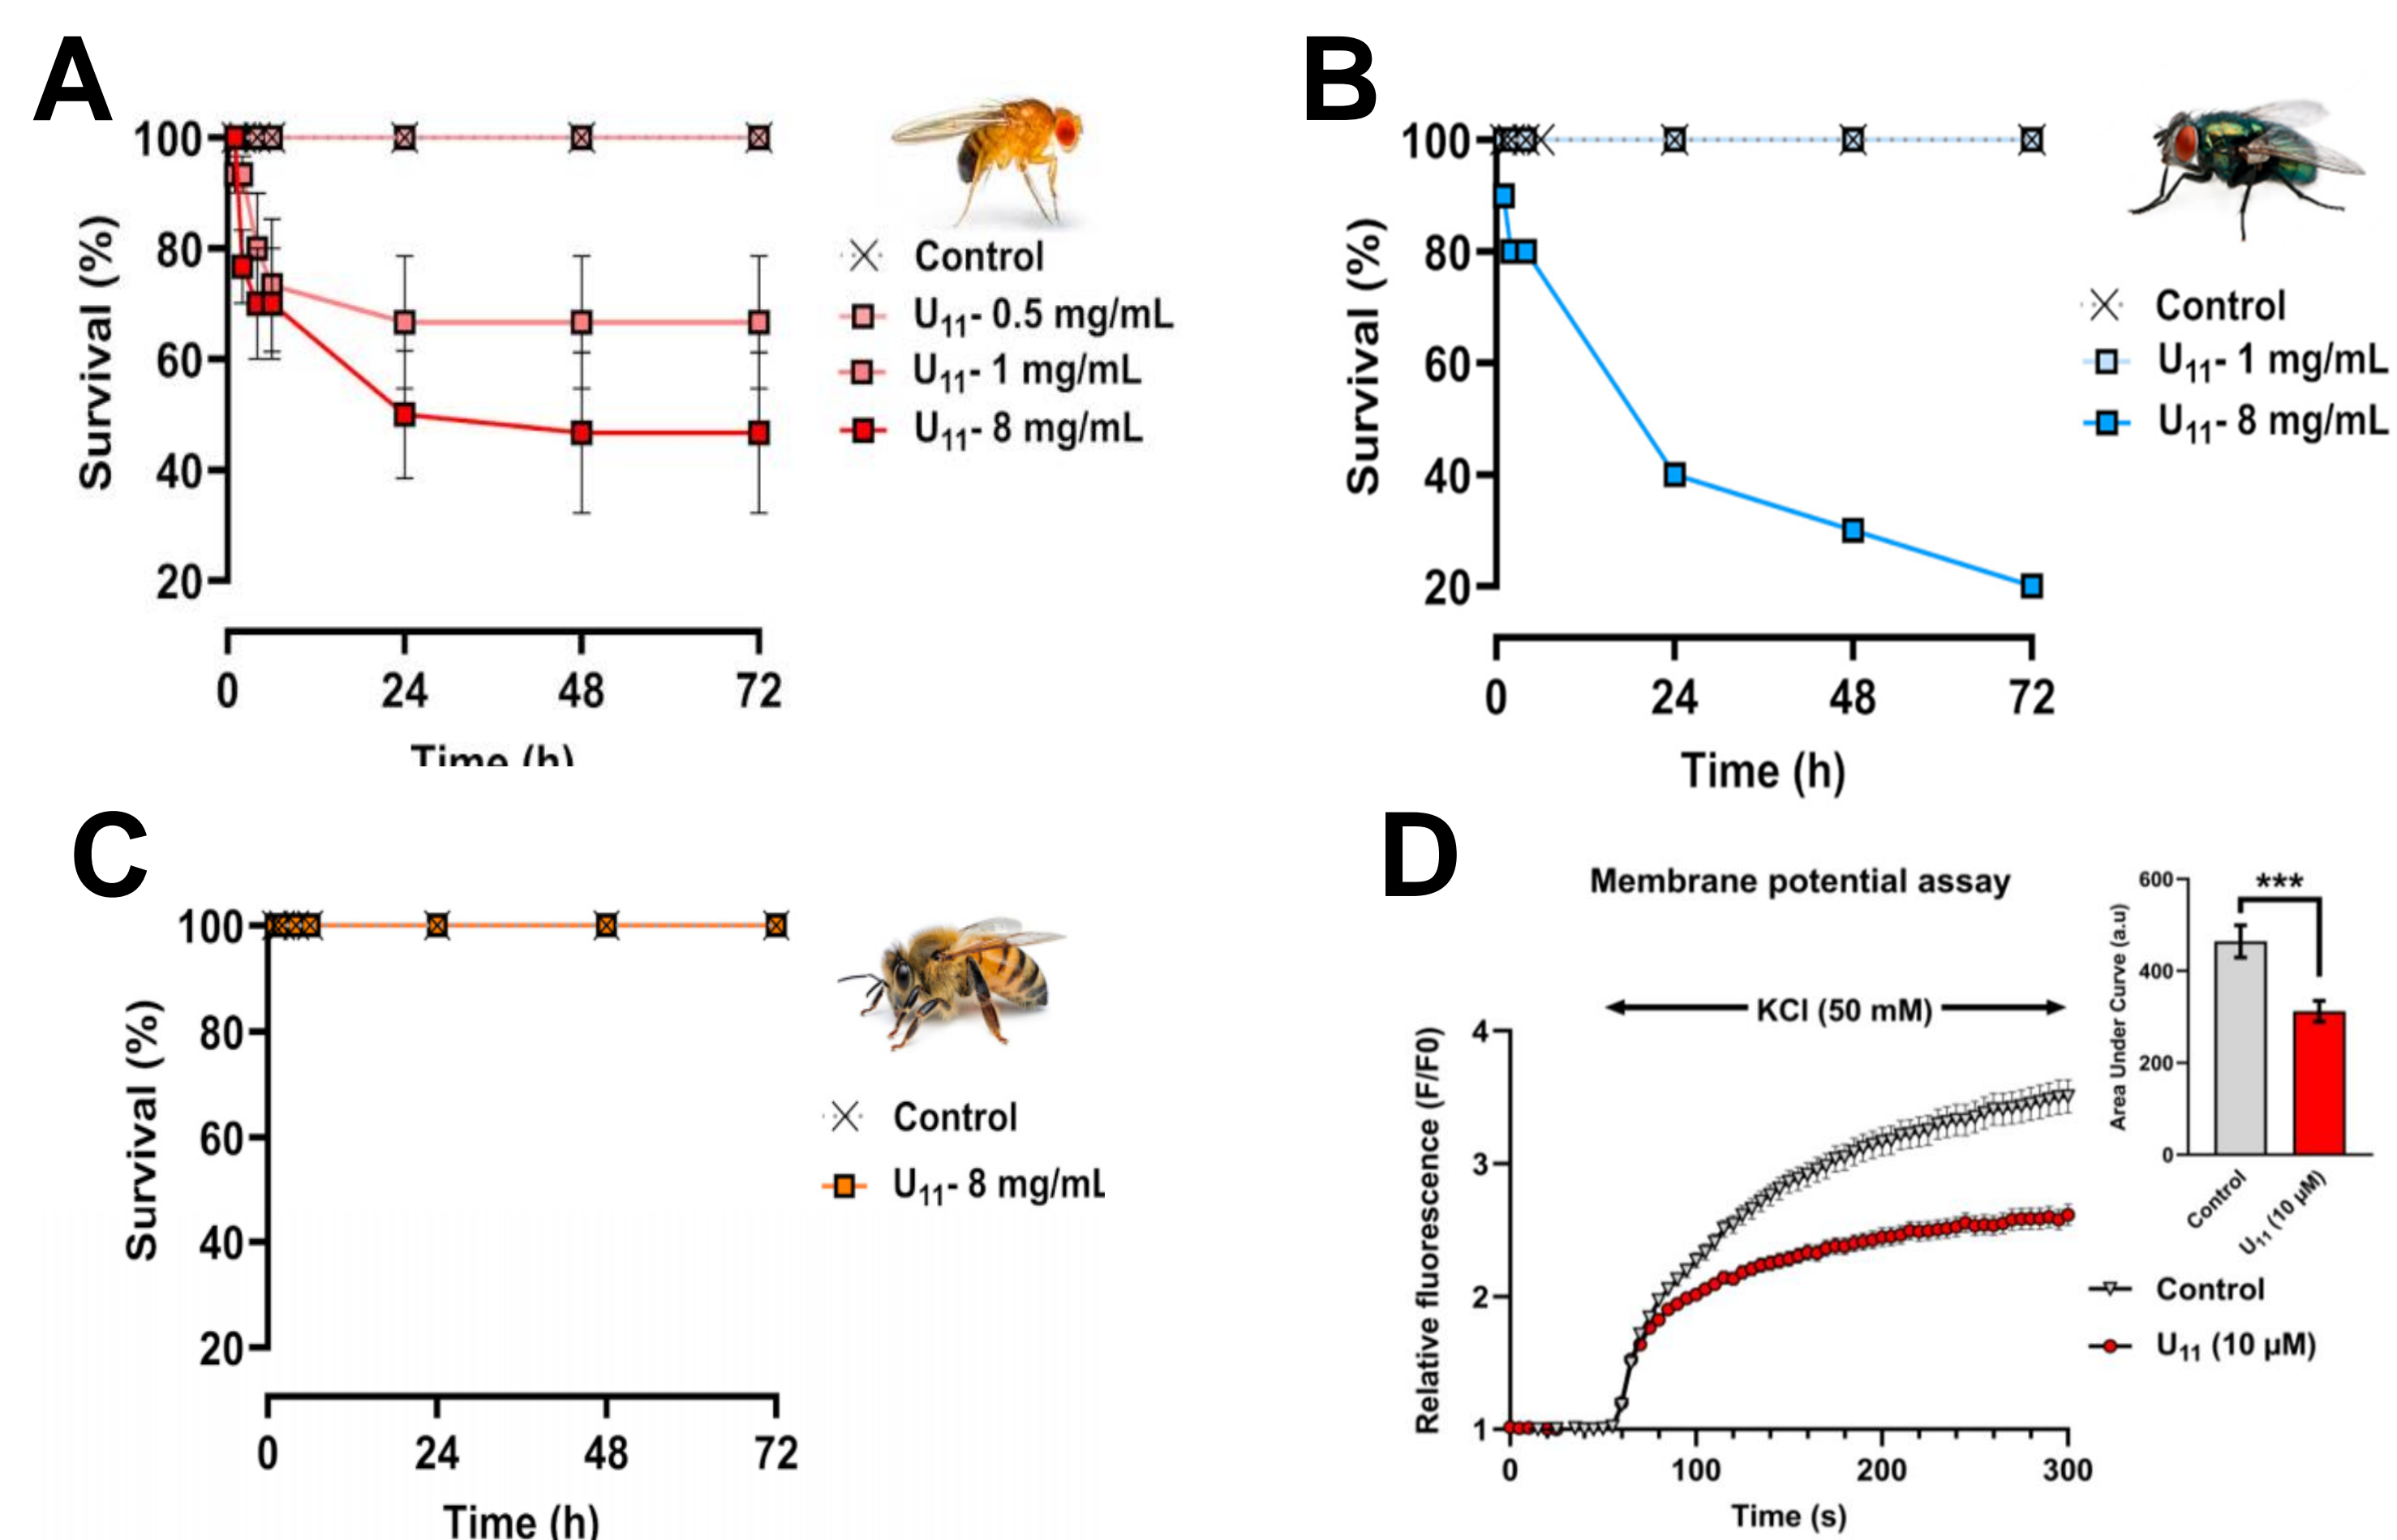 A
100
80
60
40
20
Survival (%)
0 24 48 72
Time (h)
Control
U11- 0.5 mg/mL
U11- 1 mg/mL
U11- 8 mg/mL
B
100
80
60
40
20
Survival (%)
0 24 48 72
Time (h)
Control
U11- 1 mg/mL
U11- 8 mg/mL
C
100
80
60
40
20
Survival (%)
0 24 48 72
Time (h)
Control
U11- 8 mg/mL
D
Membrane potential assay
KCl (50 mM)
4
3
2
1
Relative fluorescence (F/F0)
0 100 200 300
Time (s)
600
400
200
0
Area Under Curve (a.u)
***
Control
U11 (10 µM)
Control
U11 (10 µM)